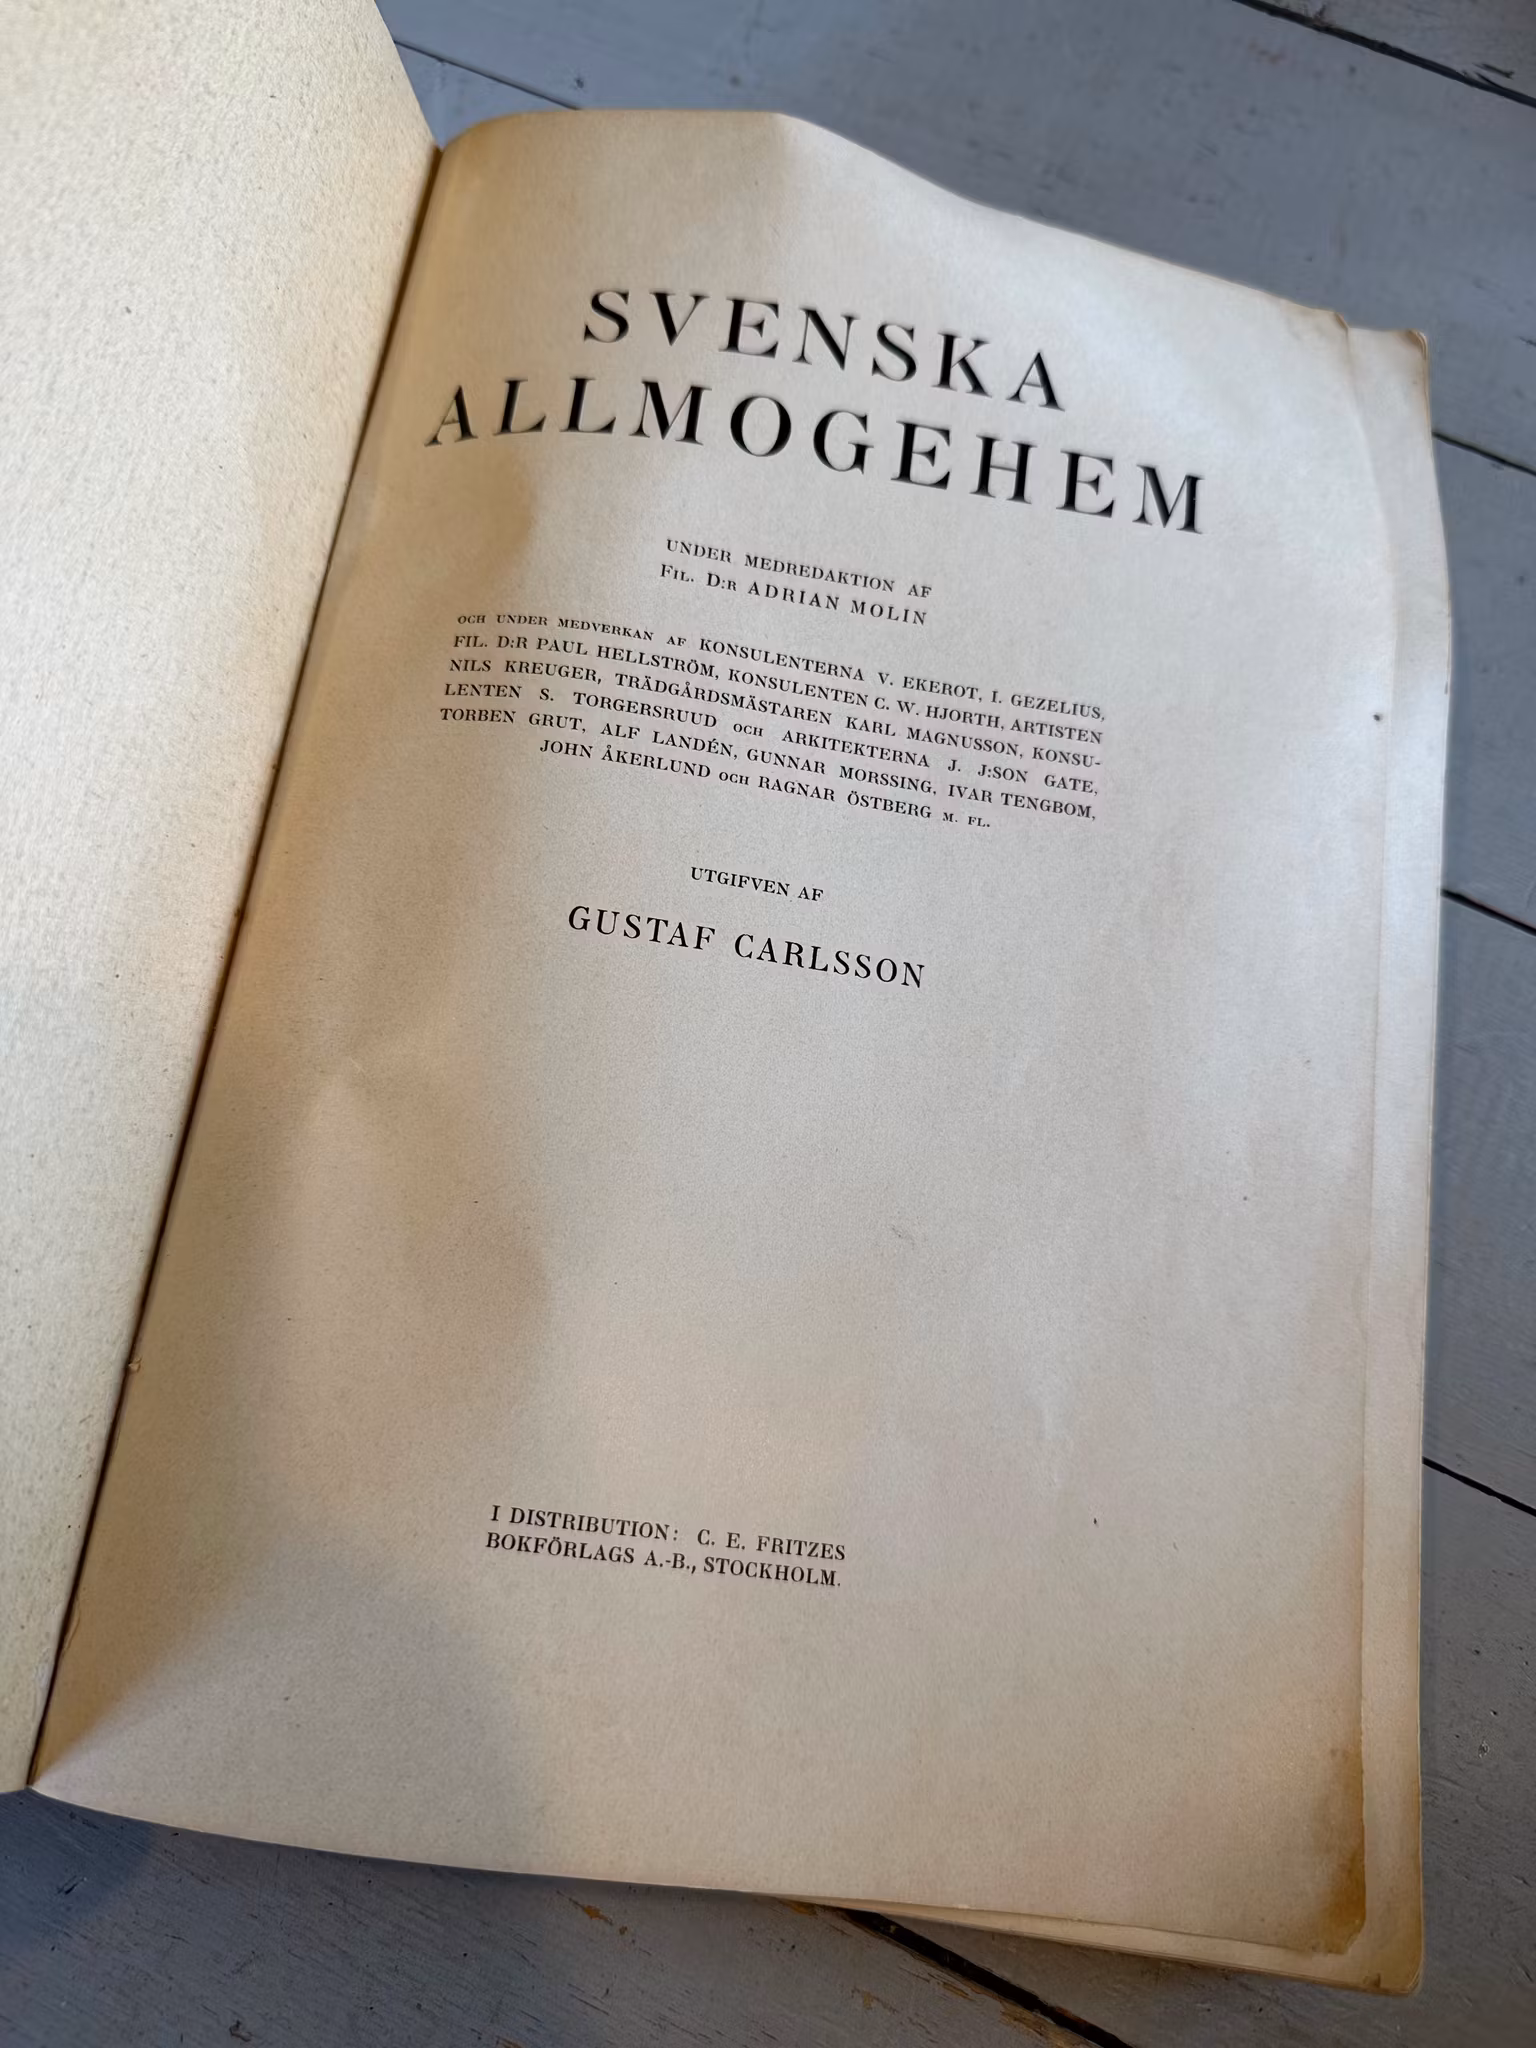 SVENSKA
ALLMOGEHEM
UNDER MEDREDAKTION AF
FIL. D:R ADRIAN MOLIN
OCH UNDER MEDVERKAN AF KONSULENTERNA V. EKEROT, I. GEZELIUS,
FIL. D:R PAUL HELLSTRÖM, KONSULENTEN C. W. HJORTH, ARTISTEN
NILS KREUGER, TRÄDGÅRDSMÄSTAREN KARL MAGNUSSON, KONSU-
LENTEN S. TORGERSRUUD OCH ARKITEKTERNA J. J:SON GATE,
TORBEN GRUT, ALF LANDÉN, GUNNAR MORSSING, IVAR TENGBOM,
JOHN ÅKERLUND OCH RAGNAR ÖSTBERG M. FL.
UTGIFVEN AF
GUSTAF CARLSSON
I DISTRIBUTION: C. E. FRITZES
BOKFÖRLAGS A.-B., STOCKHOLM.